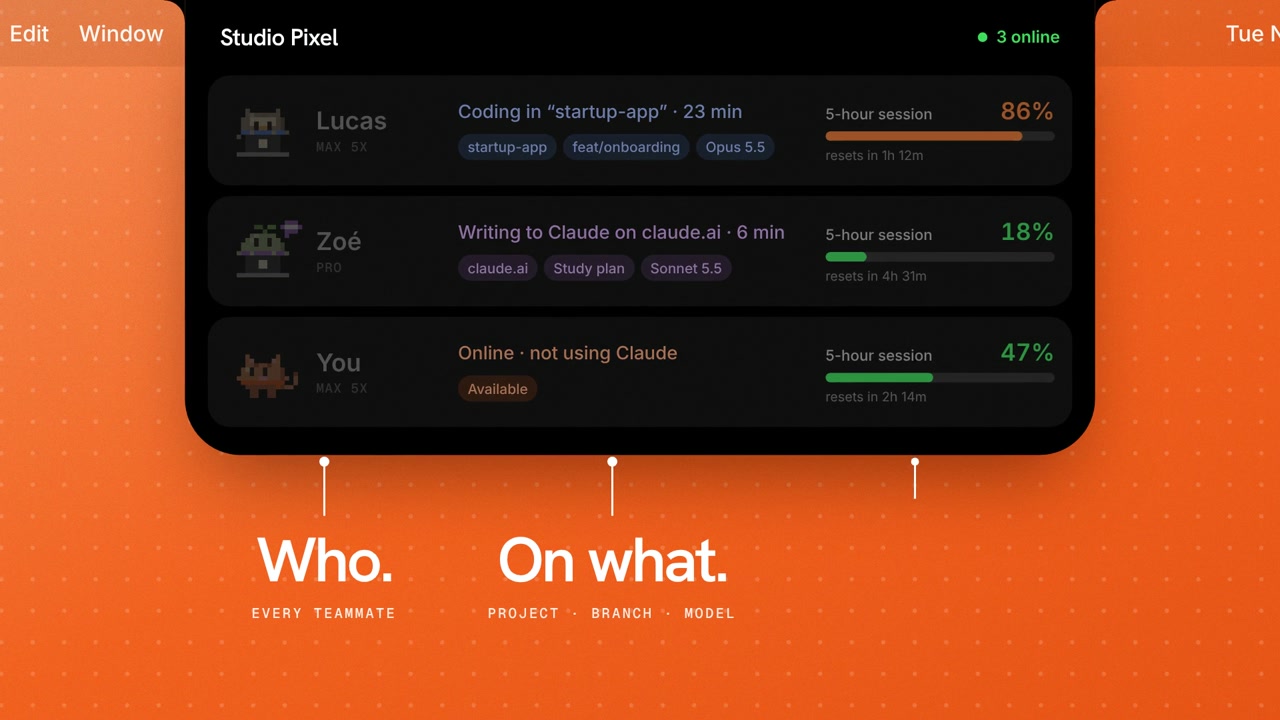 Edit Window
Tue N
Studio Pixel
3 online
Lucas
MAX 5X
Coding in “startup-app” · 23 min
startup-app feat/onboarding Opus 5.5
5-hour session 86%
resets in 1h 12m
Zoé
PRO
Writing to Claude on claude.ai · 6 min
claude.ai Study plan Sonnet 5.5
5-hour session 18%
resets in 4h 31m
You
MAX 5X
Online · not using Claude
Available
5-hour session 47%
resets in 2h 14m
Who.
EVERY TEAMMATE
On what.
PROJECT · BRANCH · MODEL